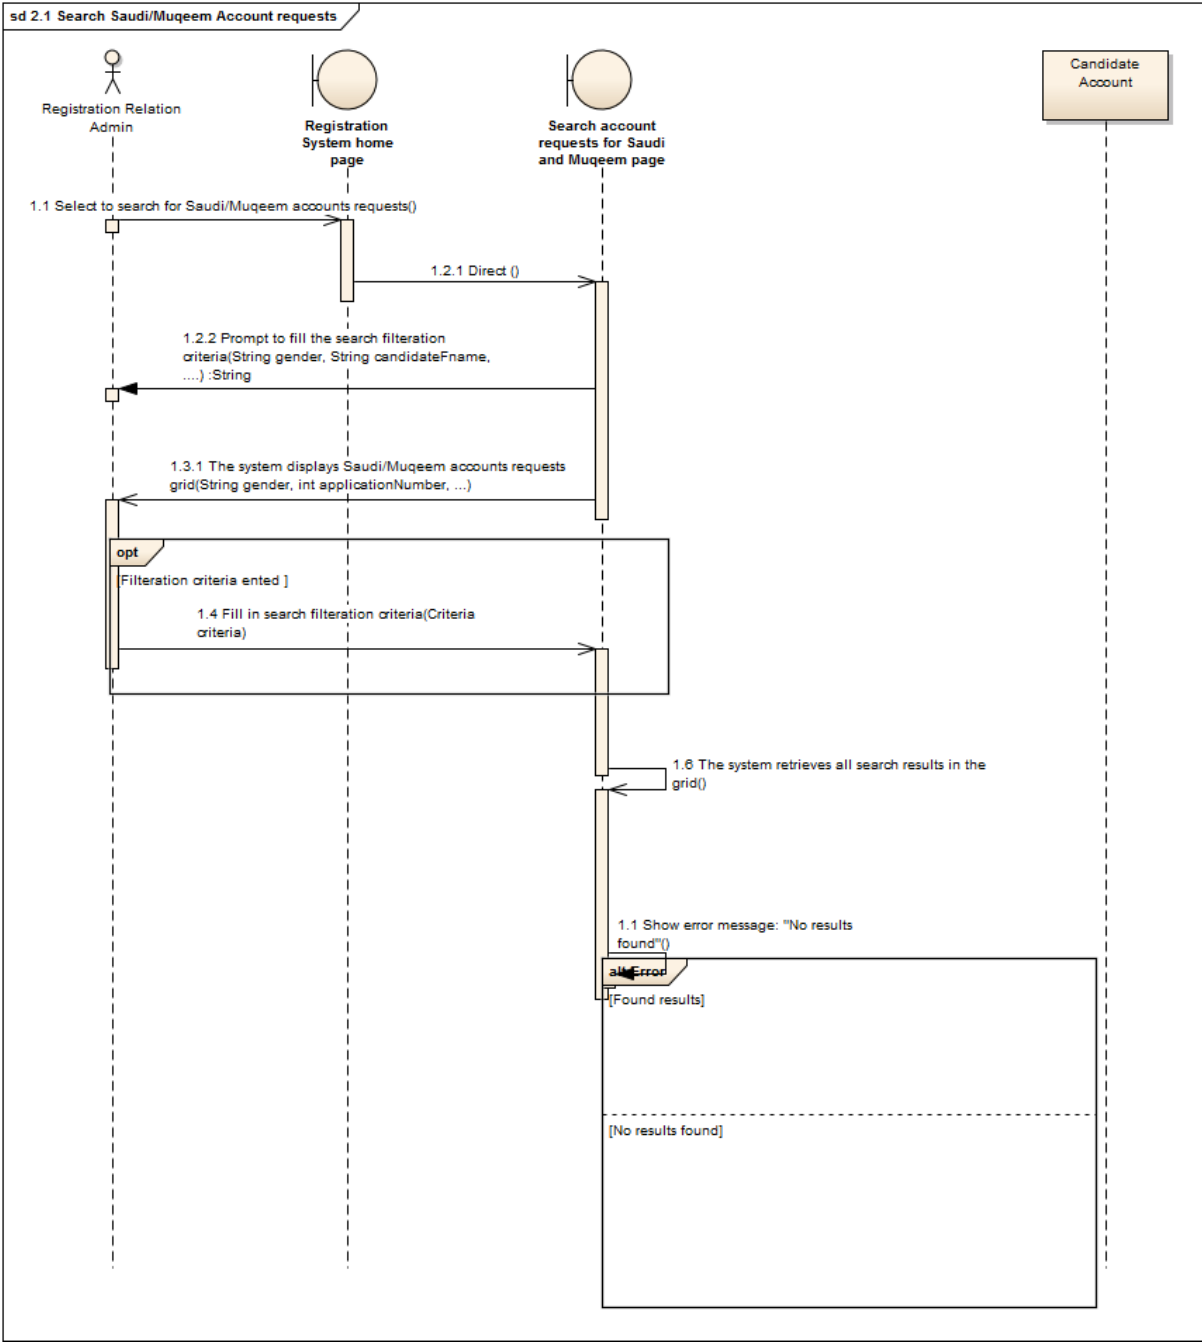 sd 2.1 Search Saudi/Muqeem Account requests
Registration Relation
Admin
Registration
System home
page
Search account
requests for Saudi
and Muqeem page
Candidate
Account
1.1 Select to search for Saudi/Muqeem accounts requests()
1.2.1 Direct ()
1.2.2 Prompt to fill the search filteration
criteria(String gender, String candidateFname,
....) :String
1.3.1 The system displays Saudi/Muqeem accounts requests
grid(String gender, int applicationNumber, ...)
opt
[Filteration criteria ented ]
1.4 Fill in search filteration criteria(Criteria
criteria)
1.6 The system retrieves all search results in the
grid()
1.1 Show error message: "No results
found"()
alt Error
[Found results]
[No results found]